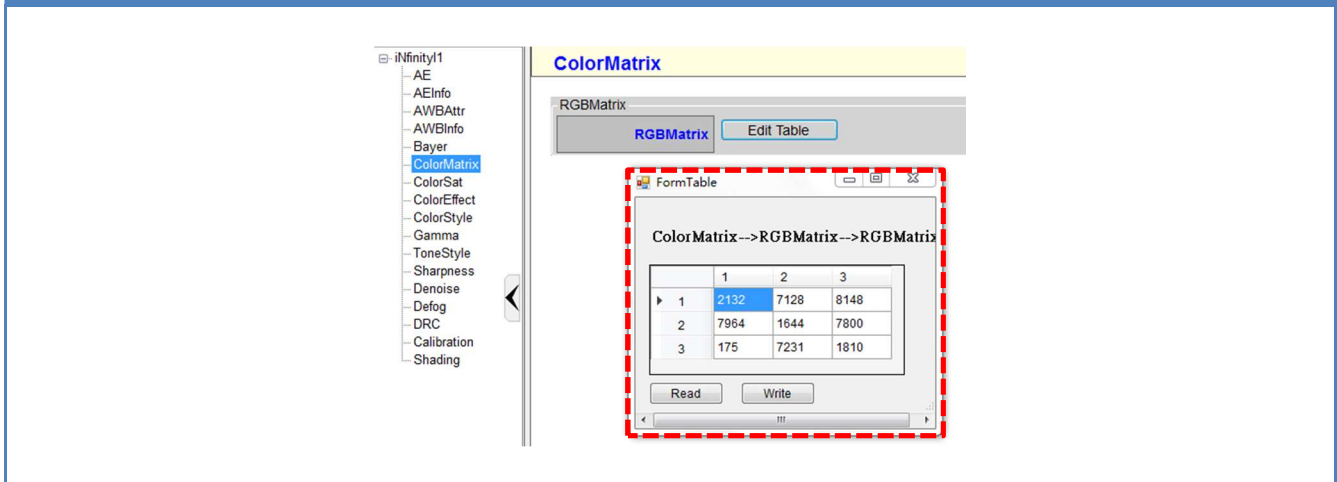 iNfinityI1
AE
AEInfo
AWBAttr
AWBInfo
Bayer
ColorMatrix
ColorSat
ColorEffect
ColorStyle
Gamma
ToneStyle
Sharpness
Denoise
Defog
DRC
Calibration
Shading
ColorMatrix
RGBMatrix
RGBMatrix Edit Table
FormTable
ColorMatrix-->RGBMatrix-->RGBMatrix
1 2 3
1 2132 7128 8148
2 7964 1644 7800
3 175 7231 1810
Read Write